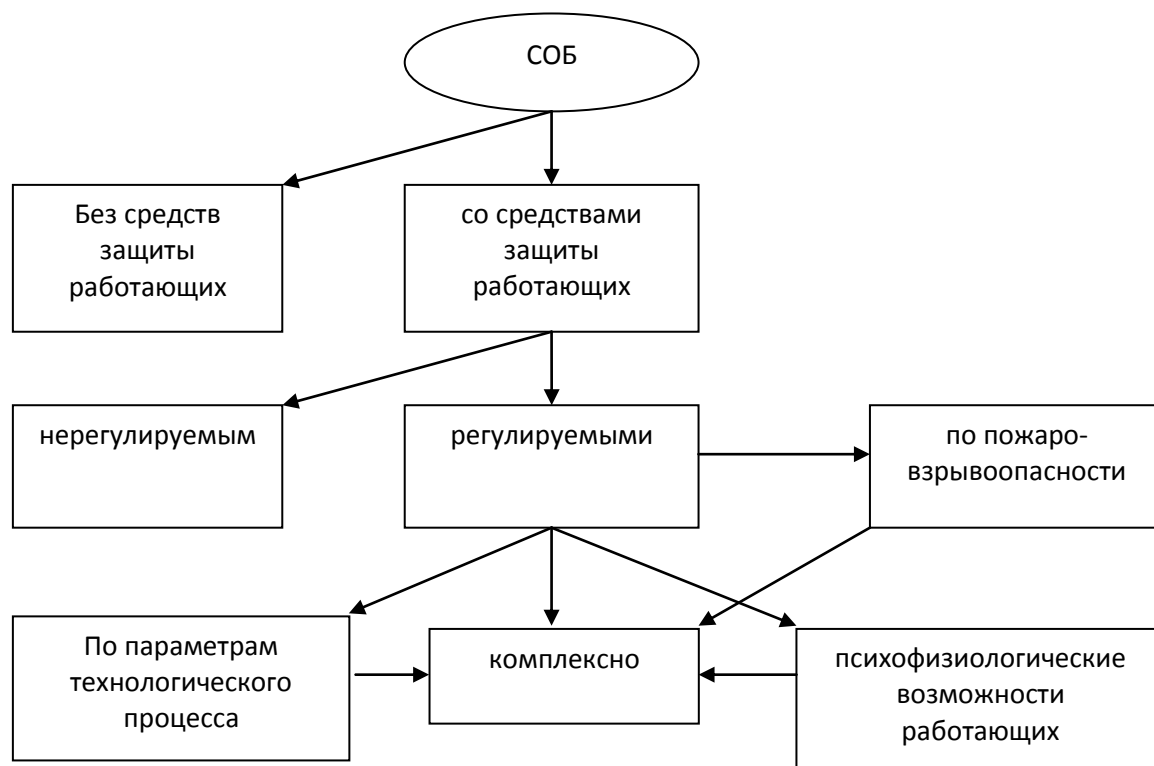 СОБ
Без средств
защиты
работающих
со средствами
защиты
работающих
нерегулируемым
регулируемыми
по пожаро-
взрывоопасности
По параметрам
технологического
процесса
комплексно
психофизиологические
возможности
работающих